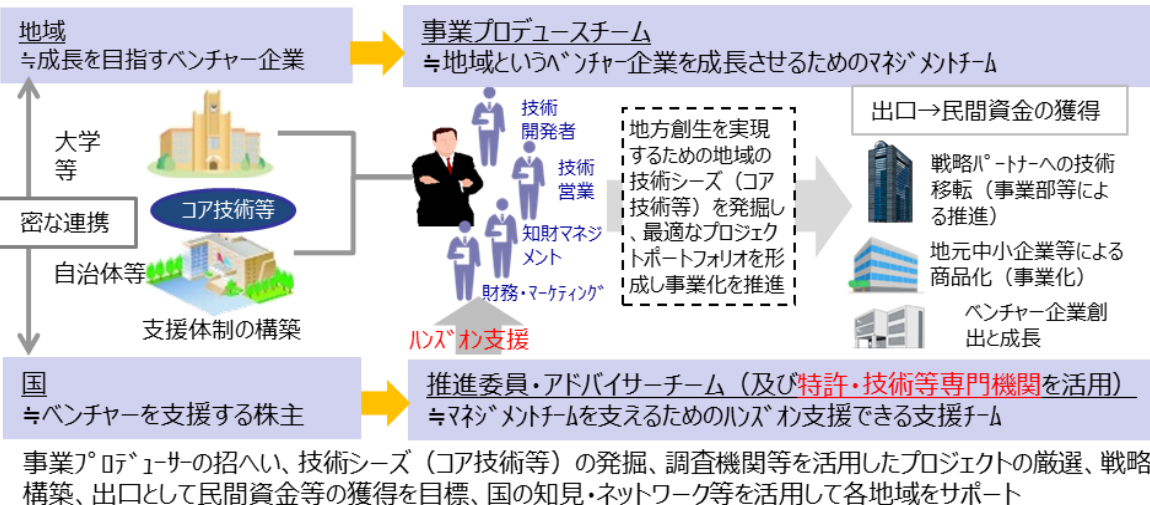 地域
≒成長を目指すベンチャー企業
事業プロデュースチーム
≒地域というﾍﾞﾝﾁｬｰ企業を成長させるためのﾏﾈｼﾞﾒﾝﾄﾁｰﾑ
大学
等
密な連携
自治体等
コア技術等
支援体制の構築
技術
開発者
技術
営業
知財マネジ
メント
財務・ﾏｰｹﾃｨﾝｸﾞ
ﾊﾝｽﾞｵﾝ支援
地方創生を実現
するための地域の
技術シーズ（コア
技術等）を発掘し
、最適なプロジェク
トポートフォリオを形
成し事業化を推進
出口→民間資金の獲得
戦略ﾊﾟｰﾄﾅｰへの技術
移転（事業部等によ
る推進）
地元中小企業等による
商品化（事業化）
ベンチャー企業創
出と成長
国
≒ベンチャーを支援する株主
推進委員・アドバイザーチーム（及び特許・技術等専門機関を活用）
≒ﾏﾈｼﾞﾒﾝﾄﾁｰﾑを支えるためのﾊﾝｽﾞｵﾝ支援できる支援チーム
事業ﾌﾟﾛﾃﾞｭｰｻｰの招へい、技術シーズ（コア技術等）の発掘、調査機関等を活用したプロジェクトの厳選、戦略
構築、出口として民間資金等の獲得を目標、国の知見・ネットワーク等を活用して各地域をサポート